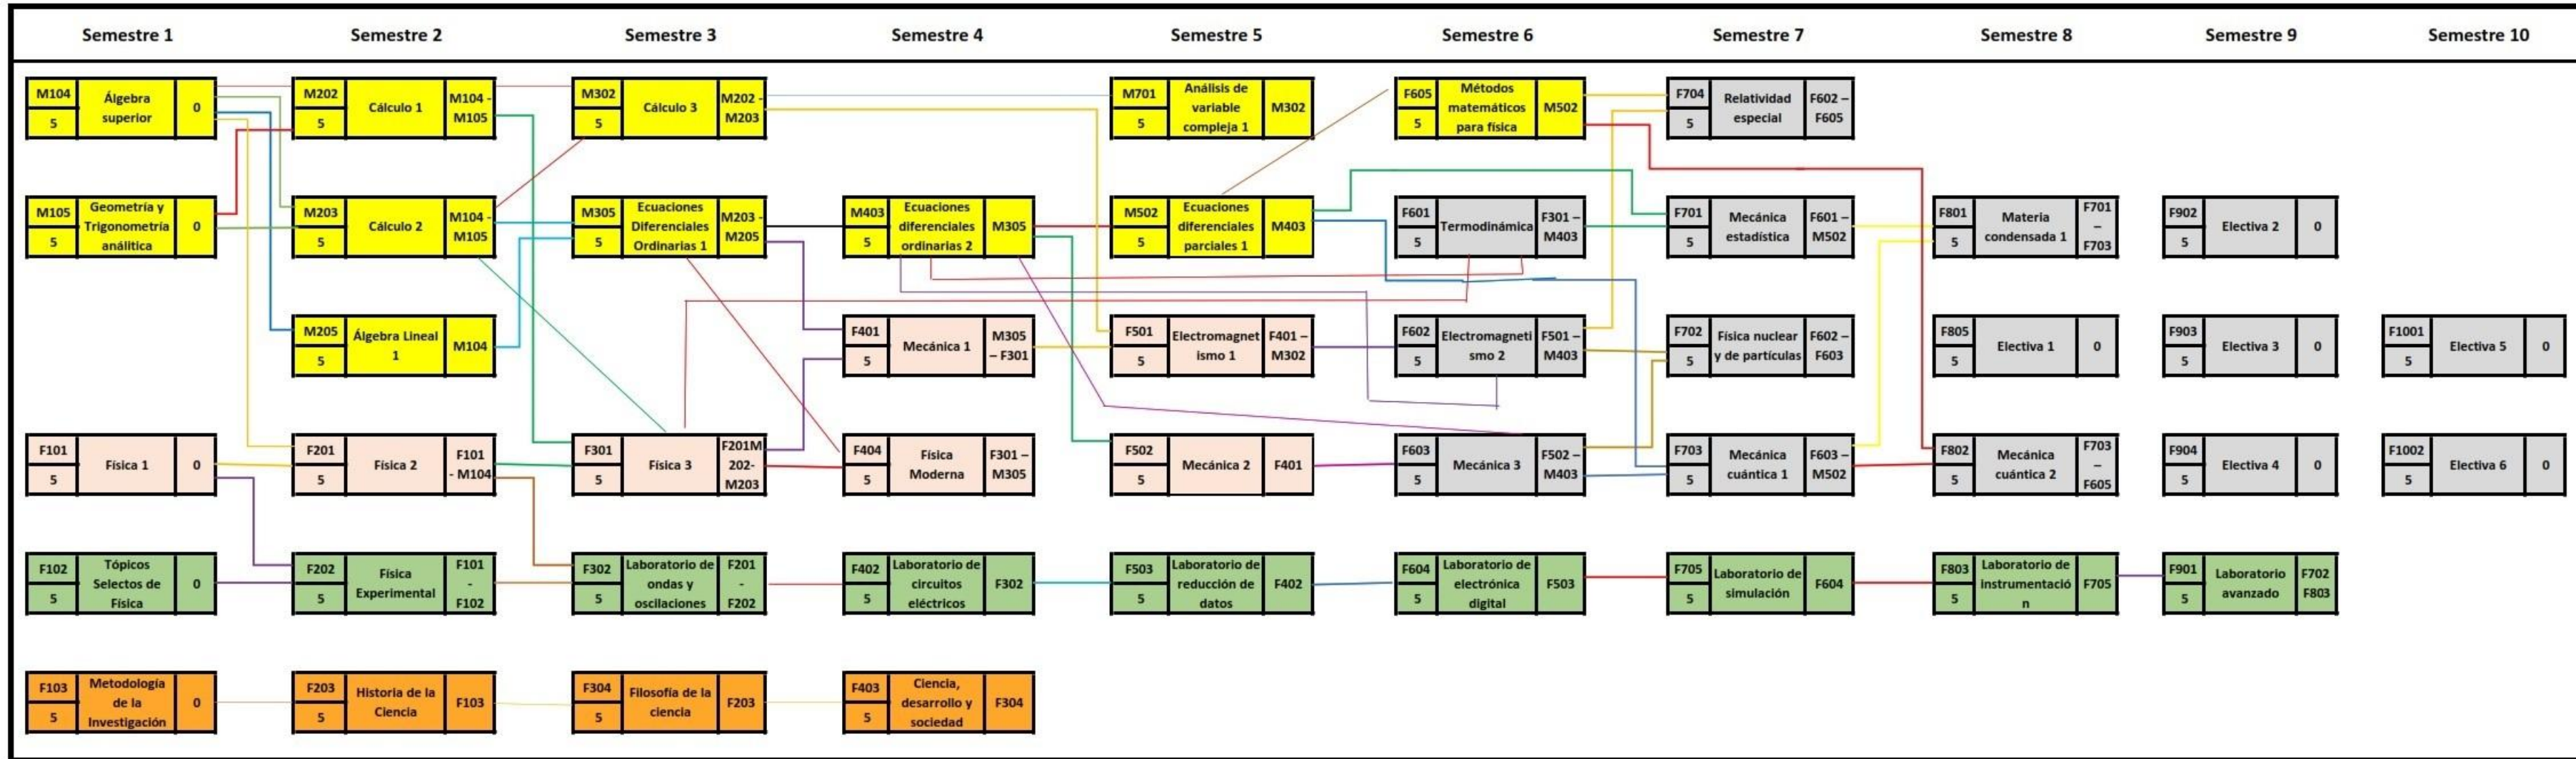 Semestre 1
Semestre 2
Semestre 3
Semestre 4
Semestre 5
Semestre 6
Semestre 7
Semestre 8
Semestre 9
Semestre 10
M104
5
Álgebra
superior
0
M202
5
Cálculo 1
M104 -
M105
M302
5
Cálculo 3
M202 -
M203
M701
5
Análisis de
variable
compleja 1
M302
F605
5
Métodos
matemáticos
para física
M502
F704
5
Relatividad
especial
F602 –
F605
M105
5
Geometría y
Trigonometría
análitica
0
M203
5
Cálculo 2
M104 -
M105
M305
5
Ecuaciones
Diferenciales
Ordinarias 1
M203 -
M205
M403
5
Ecuaciones
diferenciales
ordinarias 2
M305
M502
5
Ecuaciones
diferenciales
parciales 1
M403
F601
5
Termodinámica
F301 –
M403
F701
5
Mecánica
estadística
F601 –
M502
F801
5
Materia
condensada 1
F701
–
F703
F902
5
Electiva 2
0
M205
5
Álgebra Lineal
1
M104
F401
5
Mecánica 1
M305
– F301
F501
5
Electromagnet
ismo 1
F401 –
M302
F602
5
Electromagneti
smo 2
F501 –
M403
F702
5
Física nuclear
y de partículas
F602 –
F603
F805
5
Electiva 1
0
F903
5
Electiva 3
0
F1001
5
Electiva 5
0
F101
5
Física 1
0
F201
5
Física 2
F101
- M104
F301
5
Física 3
F201M
202-
M203
F404
5
Física
Moderna
F301 –
M305
F502
5
Mecánica 2
F401
F603
5
Mecánica 3
F502 –
M403
F703
5
Mecánica
cuántica 1
F603 –
M502
F802
5
Mecánica
cuántica 2
F703
–
F605
F904
5
Electiva 4
0
F1002
5
Electiva 6
0
F102
5
Tópicos
Selectos de
Física
0
F202
5
Física
Experimental
F101
-
F102
F302
5
Laboratorio de
ondas y
oscilaciones
F201
-
F202
F402
5
Laboratorio de
circuitos
eléctricos
F302
F503
5
Laboratorio de
reducción de
datos
F402
F604
5
Laboratorio de
electrónica
digital
F503
F705
5
Laboratorio de
simulación
F604
F803
5
Laboratorio de
instrumentació
n
F705
F901
5
Laboratorio
avanzado
F702
F803
F103
5
Metodología
de la
Investigación
0
F203
5
Historia de la
Ciencia
F103
F304
5
Filosofía de la
ciencia
F203
F403
5
Ciencia,
desarrollo y
sociedad
F304